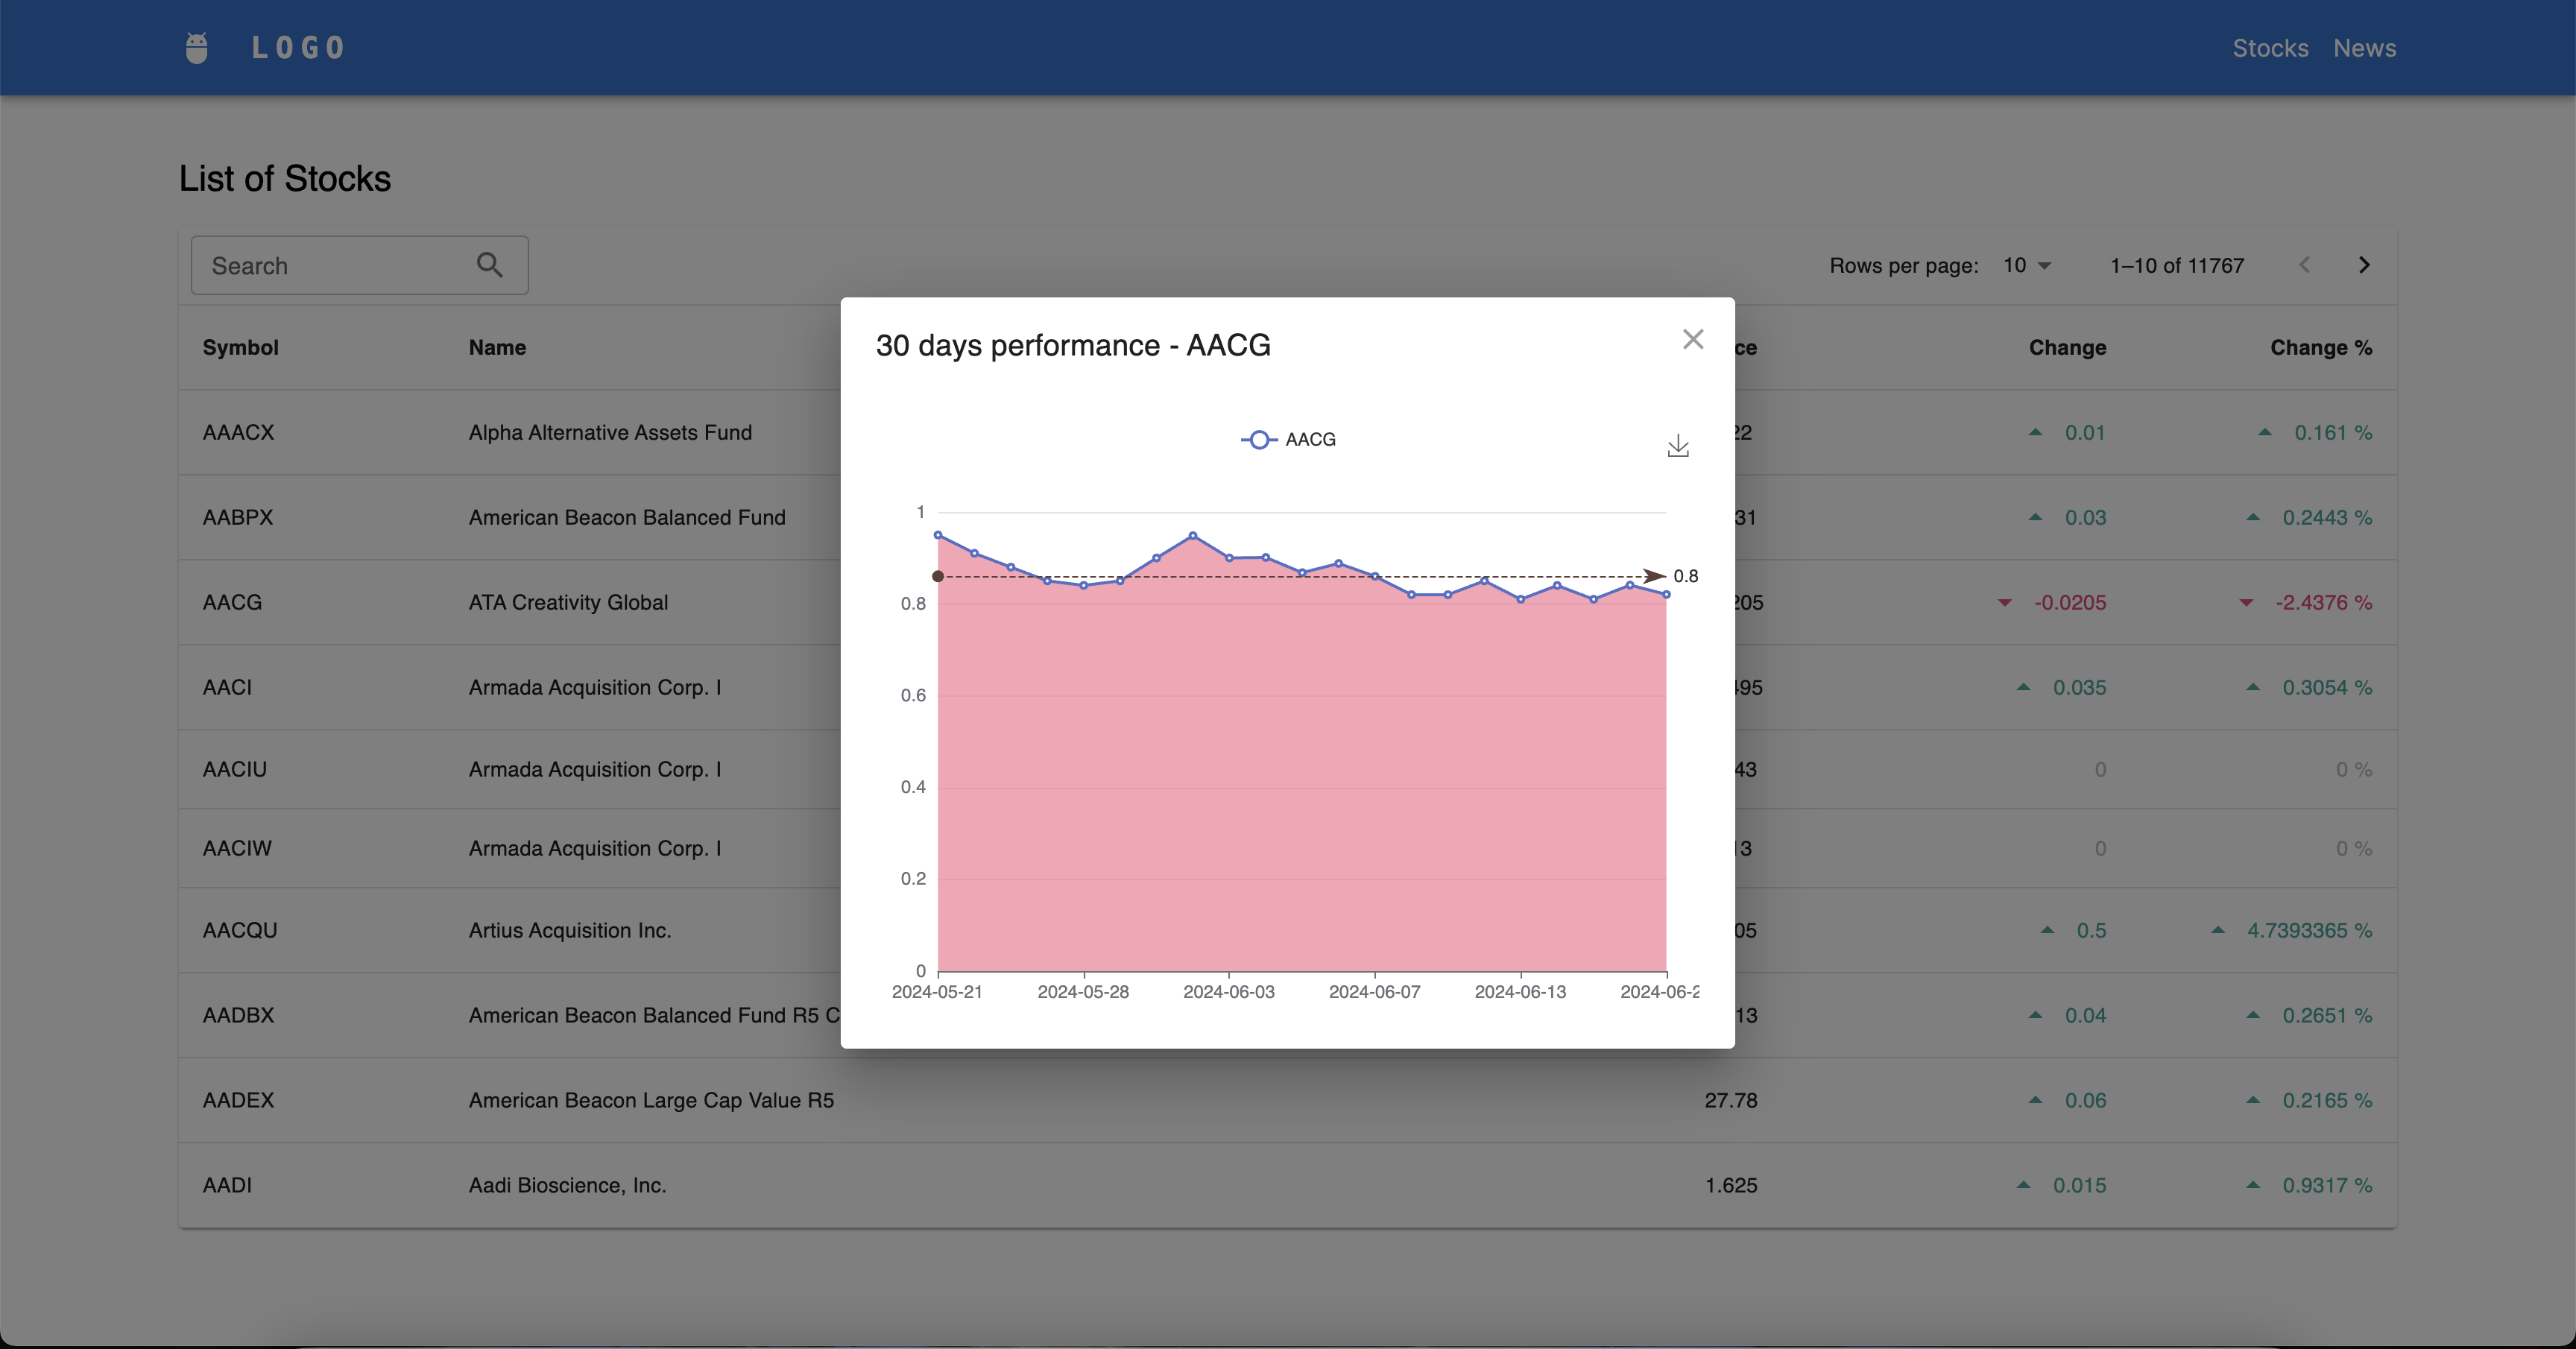 LOGO
Stocks News
List of Stocks
Search
Rows per page: 10 1–10 of 11767
Symbol Name ce Change Change %
AAACX Alpha Alternative Assets Fund 22 0.01 0.161 %
AABPX American Beacon Balanced Fund 31 0.03 0.2443 %
AACG ATA Creativity Global 205 -0.0205 -2.4376 %
AACI Armada Acquisition Corp. I 495 0.035 0.3054 %
AACIU Armada Acquisition Corp. I 43 0 0 %
AACIW Armada Acquisition Corp. I 13 0 0 %
AACQU Artius Acquisition Inc. 05 0.5 4.7393365 %
AADBX American Beacon Balanced Fund R5 C 13 0.04 0.2651 %
AADEX American Beacon Large Cap Value R5 27.78 0.06 0.2165 %
AADI Aadi Bioscience, Inc. 1.625 0.015 0.9317 %
30 days performance - AACG
AACG
1
0.8
0.8
0.6
0.4
0.2
0
2024-05-21 2024-05-28 2024-06-03 2024-06-07 2024-06-13 2024-06-2